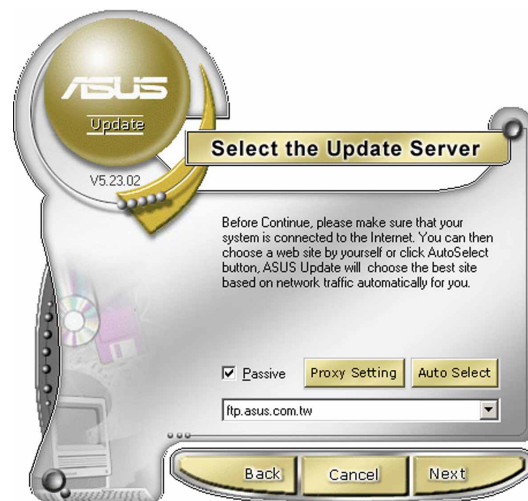 ASUS
Update
V5.23.02
Select the Update Server
Before Continue, please make sure that your
system is connected to the Internet. You can then
choose a web site by yourself or click AutoSelect
button, ASUS Update will choose the best site
based on network traffic automatically for you.
Passive
Proxy Setting
Auto Select
ftp.asus.com.tw
Back
Cancel
Next